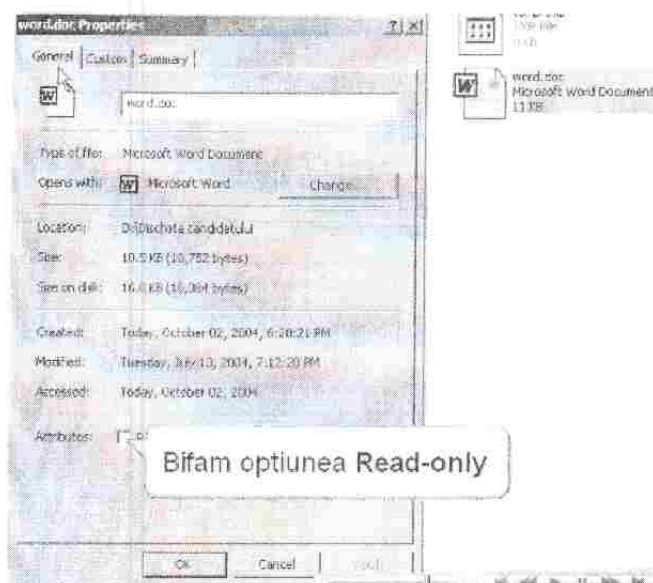 word.doc Properties ? X
General Custom Summary
word.doc
Type of file: Microsoft Word Document
Opens with: Microsoft Word Change...
Location: D:\Discheta candidatului
Size: 10.5 KB (10,752 bytes)
Size on disk: 16.0 KB (16,384 bytes)
Created: Today, October 02, 2004, 6:20:21 PM
Modified: Tuesday, July 13, 2004, 7:12:20 PM
Accessed: Today, October 02, 2004
Attributes:
Bifam optiunea Read-only
OK Cancel Apply
word.doc
Microsoft Word Document
11 KB